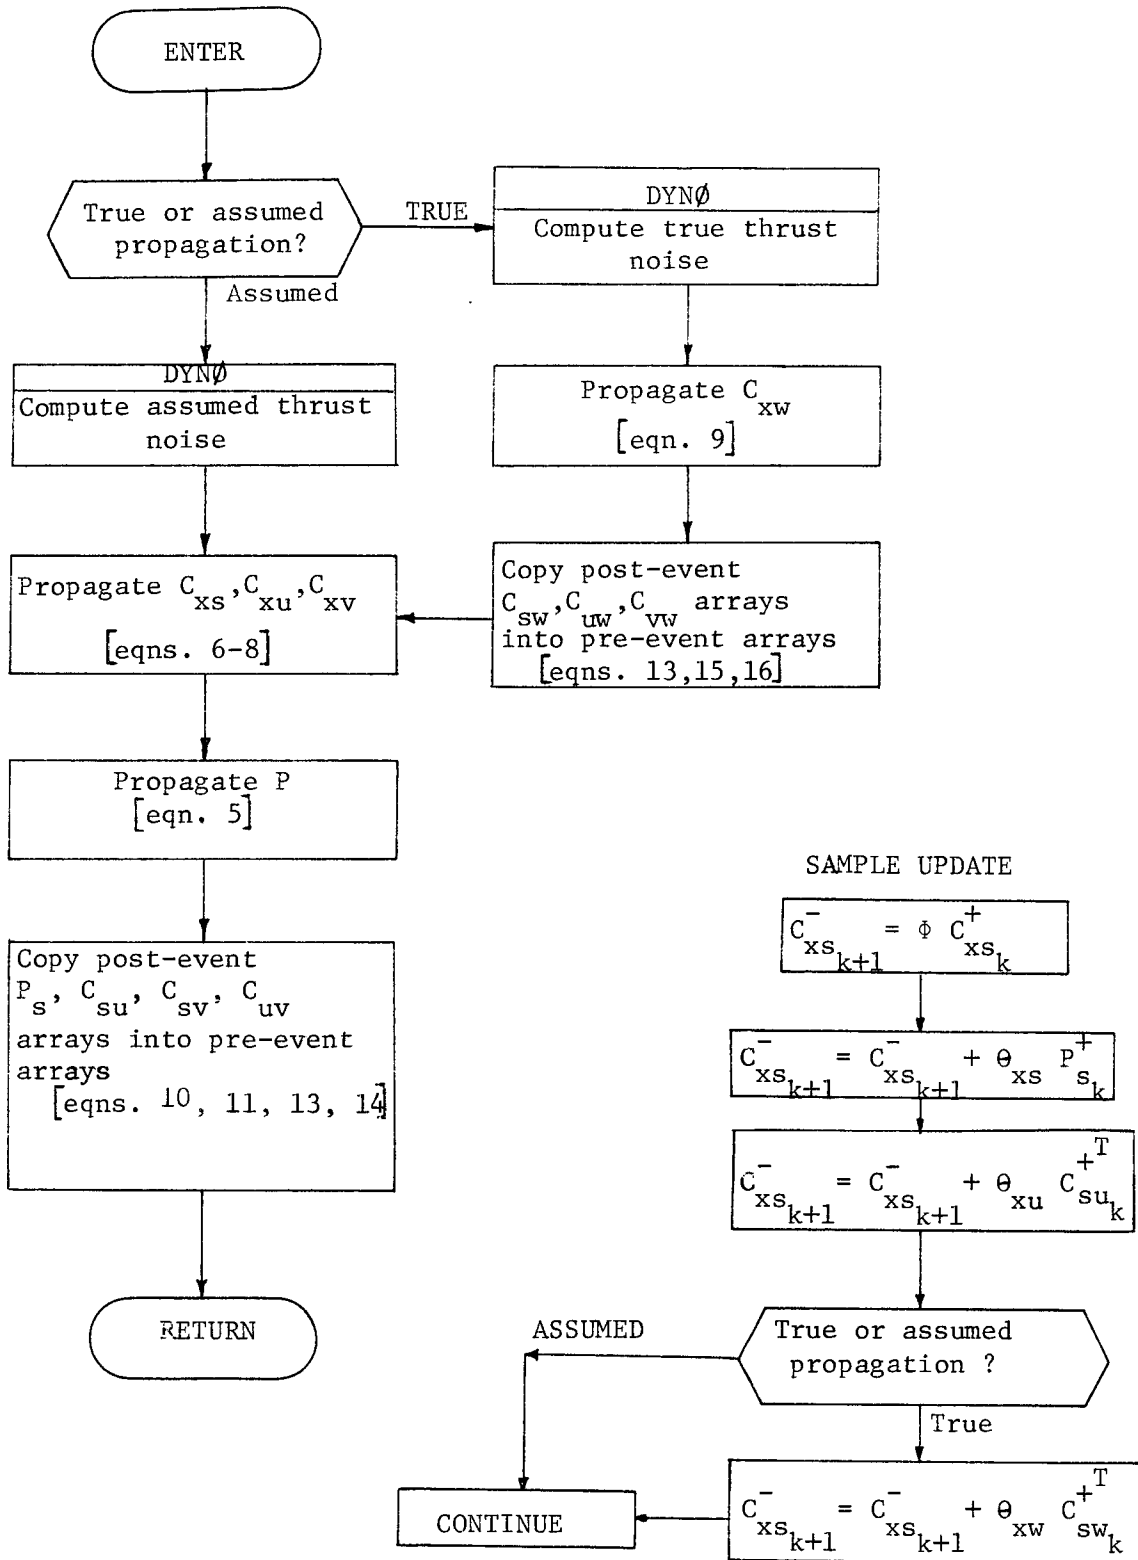 ENTER
True or assumed
propagation?
TRUE
Assumed
DYNØ
Compute true thrust
noise
DYNØ
Compute assumed thrust
noise
Propagate C_xw
[eqn. 9]
Propagate C_xs, C_xu, C_xv
[eqns. 6-8]
Copy post-event
C_sw, C_uw, C_vw arrays
into pre-event arrays
[eqns. 13,15,16]
Propagate P
[eqn. 5]
Copy post-event
P_s, C_su, C_sv, C_uv
arrays into pre-event
arrays
[eqns. 10, 11, 13, 14]
RETURN
SAMPLE UPDATE
C^-_xs_k+1 = Φ C^+_xs_k
C^-_xs_k+1 = C^-_xs_k+1 + θ_xs P^+_s_k
C^-_xs_k+1 = C^-_xs_k+1 + θ_xu C^+T_su_k
True or assumed
propagation ?
ASSUMED
True
C^-_xs_k+1 = C^-_xs_k+1 + θ_xw C^+T_sw_k
CONTINUE